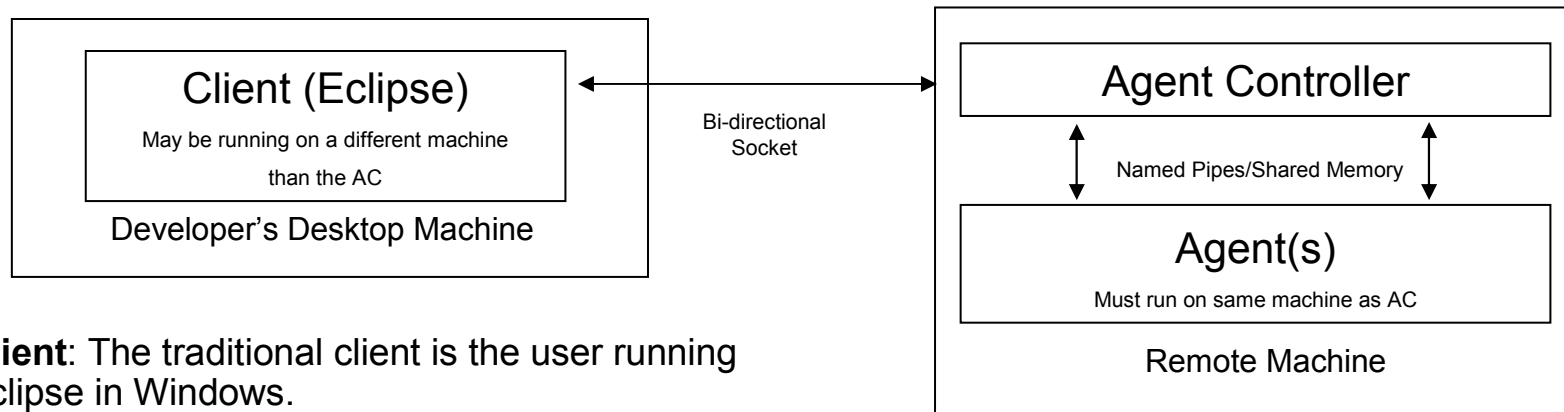 Client (Eclipse)
May be running on a different machine
than the AC
Developer's Desktop Machine
Bi-directional
Socket
Agent Controller
Named Pipes/Shared Memory
Agent(s)
Must run on same machine as AC
Remote Machine
ient: The traditional client is the user running
clipse in Windows.